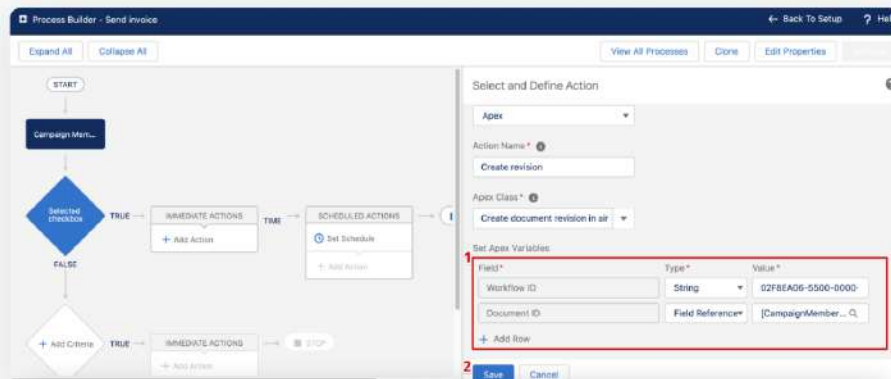 Process Builder - Send invoice
← Back To Setup ? Hel
Expand All Collapse All View All Processes Clone Edit Properties
START
Campaign Mem...
Selected checkbox
TRUE
IMMEDIATE ACTIONS
+ Add Action
TIME
SCHEDULED ACTIONS
Set Schedule
+ Add Action
FALSE
+ Add Criteria
TRUE
IMMEDIATE ACTIONS
+ Add Action
STOP
Select and Define Action
Apex
Action Name*
Create revision
Apex Class*
Create document revision in air
Set Apex Variables
1
Field* Type* Value*
Workflow ID String 02F8EA06-5500-0000-
Document ID Field Reference [CampaignMember...
+ Add Row
2
Save Cancel